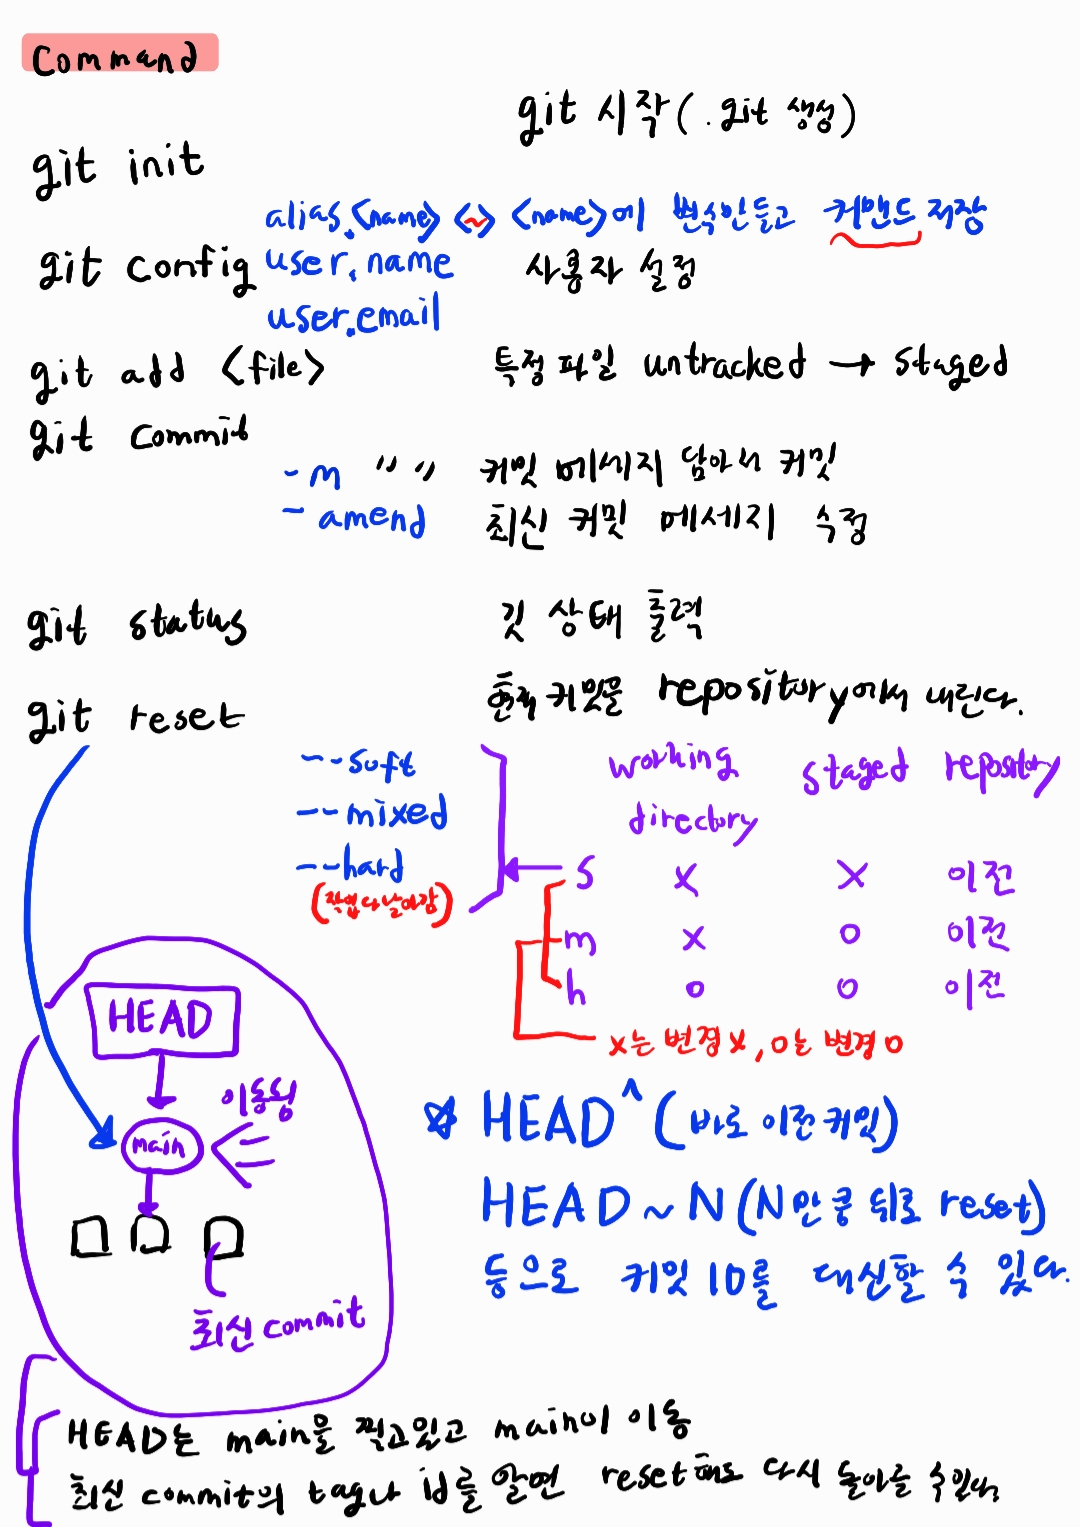 Command
git 시작 ( .git 생성)
git init
alias.<name> <~> <name>에 변수만들고 커맨드 저장
git config user.name 사용자 설정
user.email
git add <file> 특정 파일 untracked → staged
git commit
-m " " 커밋 메세지 담아서 커밋
- amend 최신 커밋 메세지 수정
git status 깃 상태 출력
git reset 현재 커밋을 repository에서 내린다.
--soft working directory staged repository
--mixed
--hard s x x 이전
(작업 다 날아감)
m x o 이전
h o o 이전
x는 변경 x, o는 변경 o
HEAD
main 이동됨
최신 commit
☆ HEAD^ (바로 이전 커밋)
HEAD ~ N (N만큼 뒤로 reset)
등으로 커밋 ID를 대신할 수 있다.
HEAD는 main을 찍고있고 main이 이동
최신 commit의 tag나 id를 알면 reset해도 다시 돌아올 수 있다.